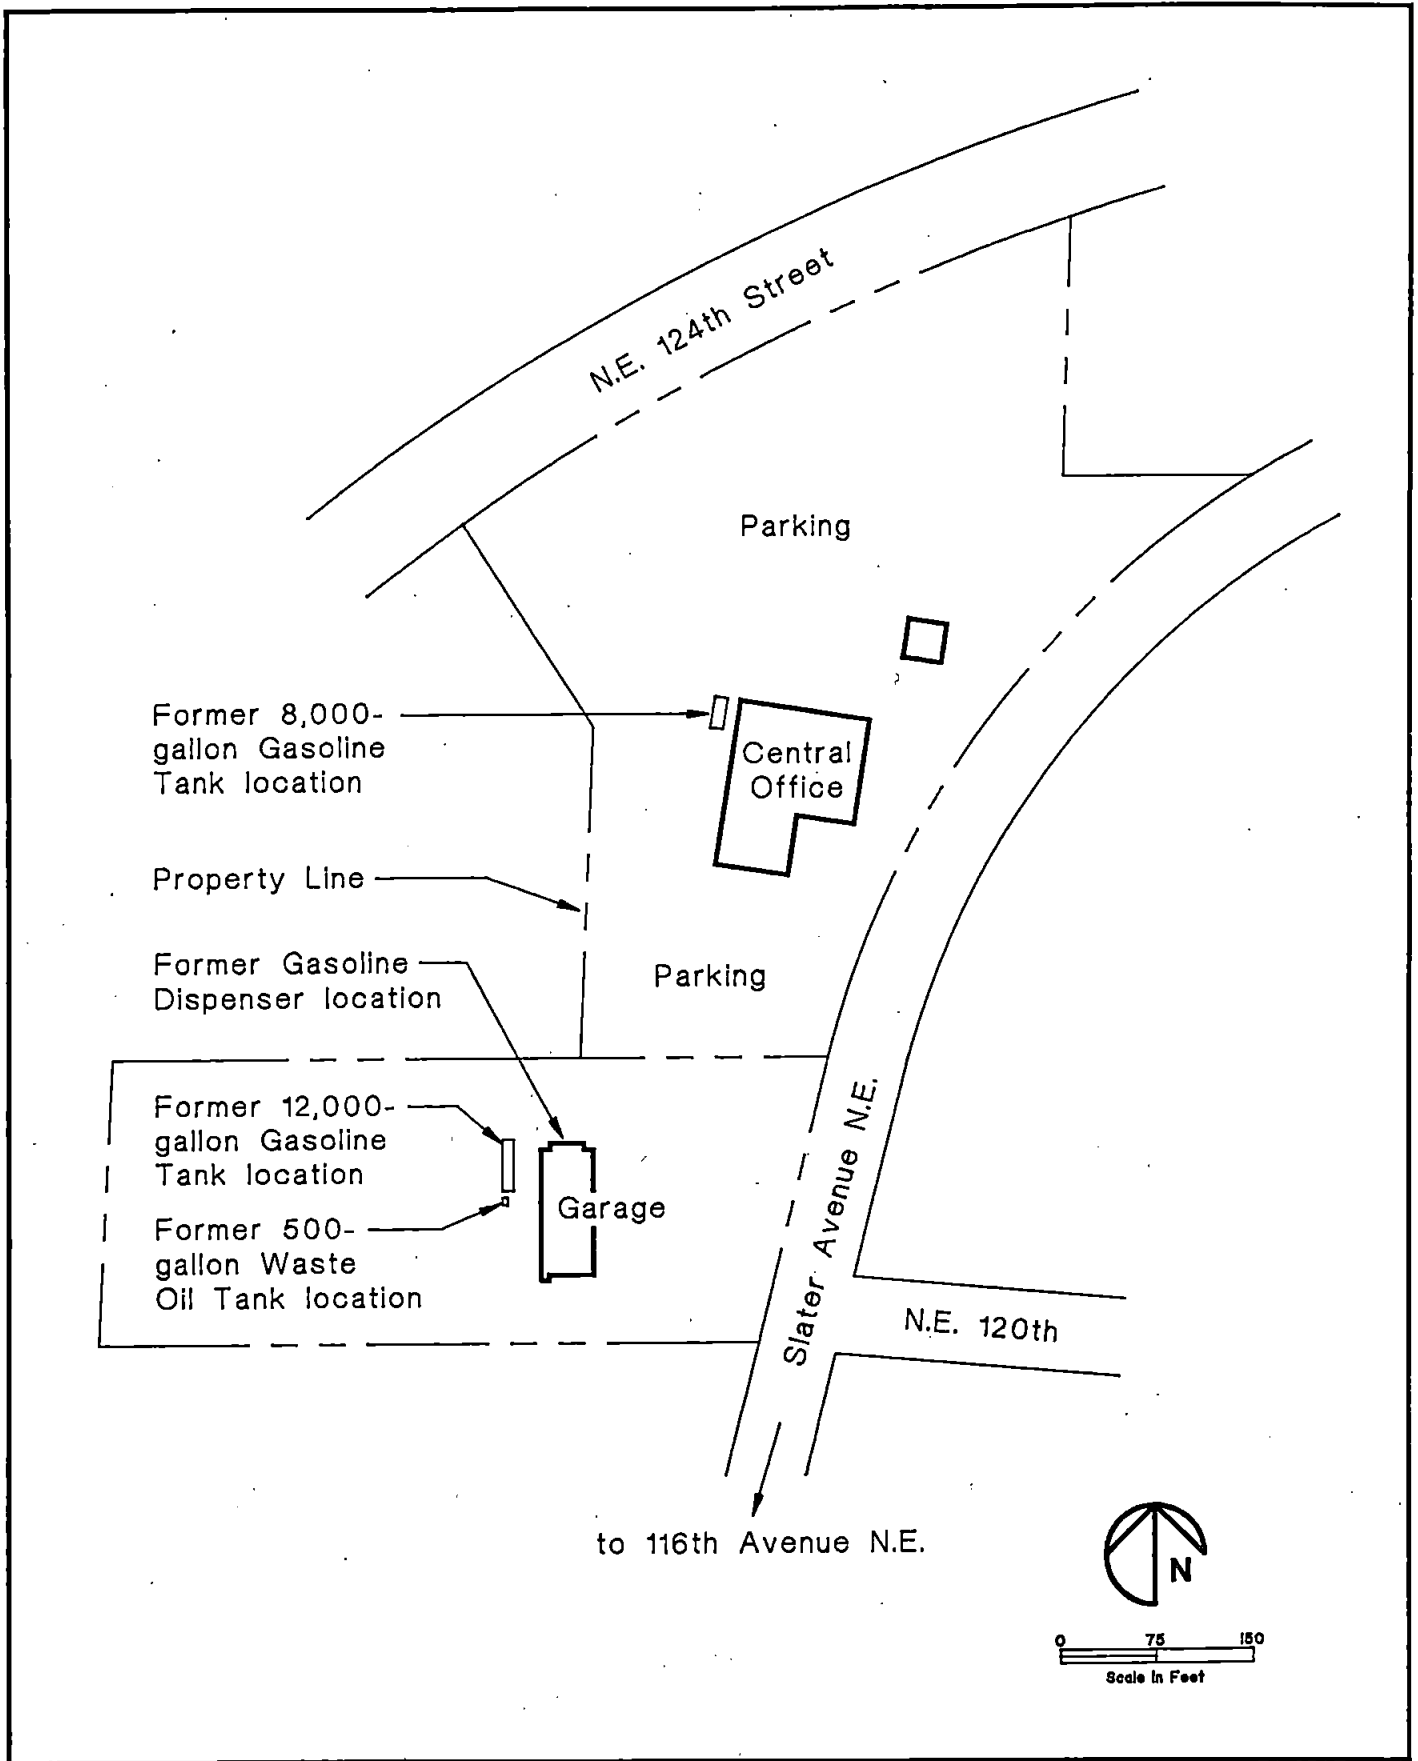 N.E. 124th Street
Parking
Former 8,000-
gallon Gasoline
Tank location
Central
Office
Property Line
Former Gasoline
Dispenser location
Parking
Former 12,000-
gallon Gasoline
Tank location
Garage
Former 500-
gallon Waste
Oil Tank location
Slater Avenue N.E.
N.E. 120th
to 116th Avenue N.E.
N
0 75 150
Scale in Feet